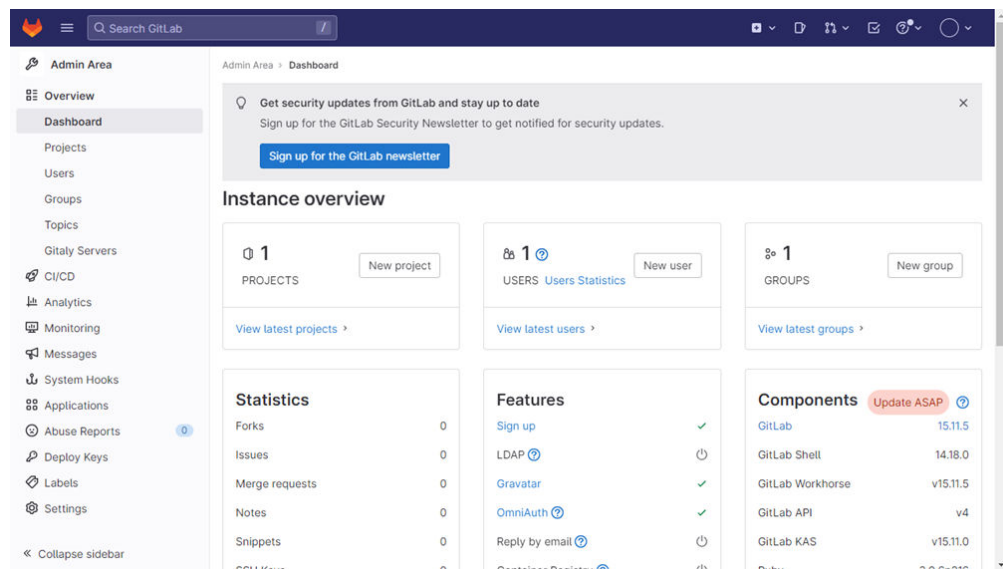 Search GitLab /
Admin Area
Overview
Dashboard
Projects
Users
Groups
Topics
Gitaly Servers
CI/CD
Analytics
Monitoring
Messages
System Hooks
Applications
Abuse Reports 0
Deploy Keys
Labels
Settings
Collapse sidebar
Admin Area › Dashboard
Get security updates from GitLab and stay up to date
Sign up for the GitLab Security Newsletter to get notified for security updates.
Sign up for the GitLab newsletter
Instance overview
1
PROJECTS
New project
View latest projects
1
USERS Users Statistics
New user
View latest users
1
GROUPS
New group
View latest groups
Statistics
Forks 0
Issues 0
Merge requests 0
Notes 0
Snippets 0
SSH Keys 0
Features
Sign up
LDAP
Gravatar
OmniAuth
Reply by email
Container Registry
Components Update ASAP
GitLab 15.11.5
GitLab Shell 14.18.0
GitLab Workhorse v15.11.5
GitLab API v4
GitLab KAS v15.11.0
Ruby